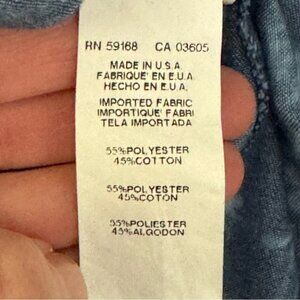 RN 59168 CA 03605
MADE IN U.S.A
FABRIQUE' EN E.U.A.
HECHO EN E.U.A.
IMPORTED FABRIC
IMPORTIQUE' FABRI
TELA IMPORTADA
55%POLYESTER
45%COTTON
55%POLYESTER
45%COTTON
55%POLIESTER
45%ALGODON